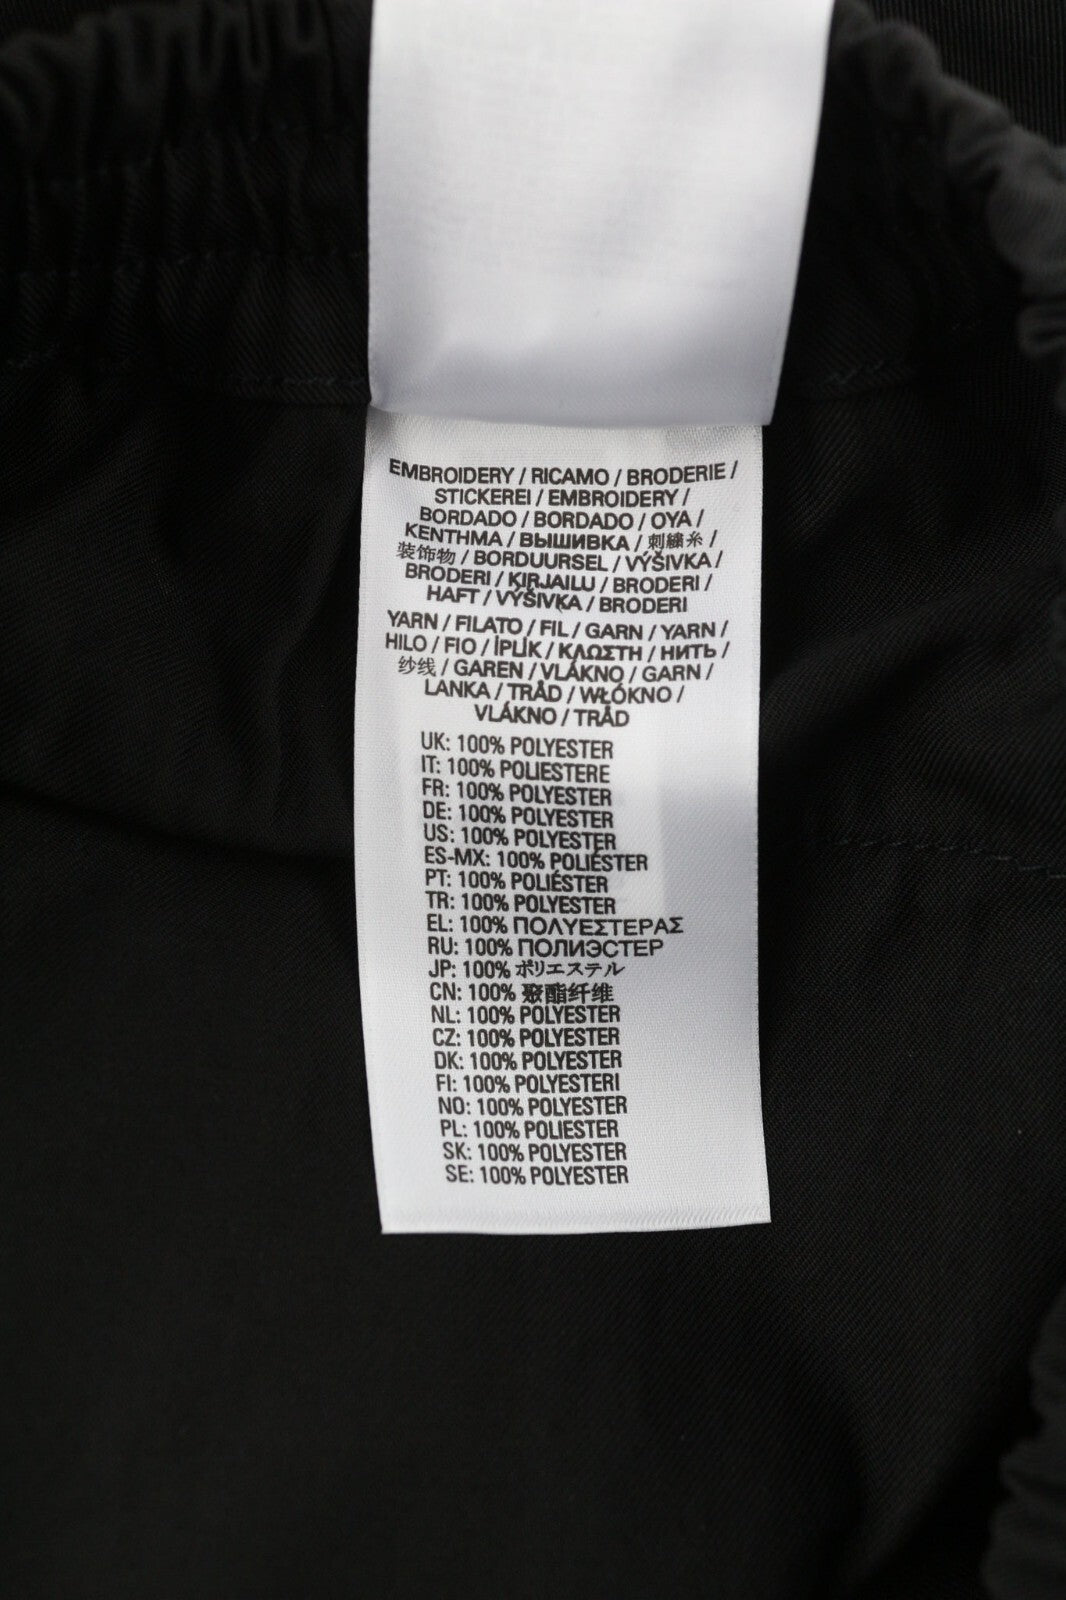 EMBROIDERY / RICAMO / BRODERIE /
STICKEREI / EMBROIDERY /
BORDADO / BORDADO / OYA /
ΚΕΝΤΗΜΑ / ВЫШИВКА / 刺繍糸 /
装饰物 / BORDUURSEL / VÝŠIVKA /
BRODERI / KIRJAILU / BRODERI /
HAFT / VÝŠIVKA / BRODERI
YARN / FILATO / FIL / GARN / YARN /
HILO / FIO / İPLİK / ΚΛΩΣΤΗ / НИТЬ /
纱线 / GAREN / VLÁKNO / GARN /
LANKA / TRÅD / WŁÓKNO /
VLÁKNO / TRÅD
UK: 100% POLYESTER
IT: 100% POLIESTERE
FR: 100% POLYESTER
DE: 100% POLYESTER
US: 100% POLYESTER
ES-MX: 100% POLIÉSTER
PT: 100% POLIÉSTER
TR: 100% POLYESTER
EL: 100% ΠΟΛΥΕΣΤΕΡΑΣ
RU: 100% ПОЛИЭСТЕР
JP: 100% ポリエステル
CN: 100% 聚酯纤维
NL: 100% POLYESTER
CZ: 100% POLYESTER
DK: 100% POLYESTER
FI: 100% POLYESTERI
NO: 100% POLYESTER
PL: 100% POLIESTER
SK: 100% POLYESTER
SE: 100% POLYESTER